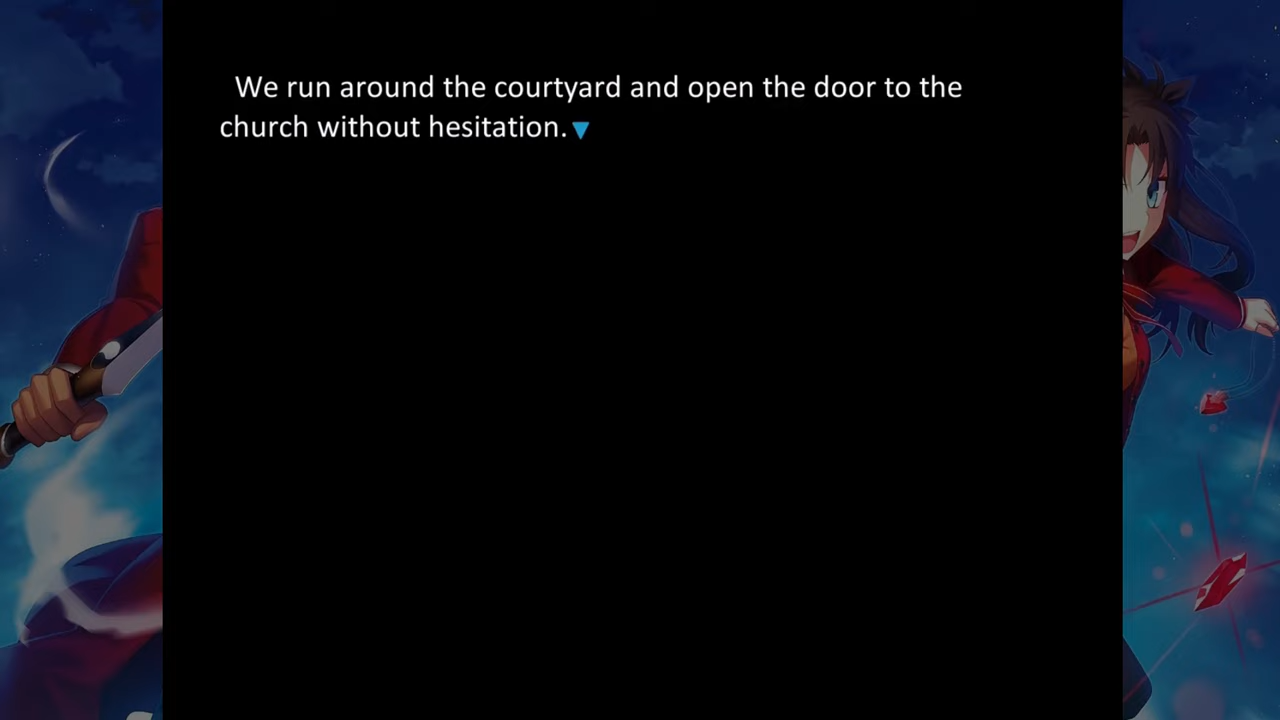 We run around the courtyard and open the door to the
church without hesitation.